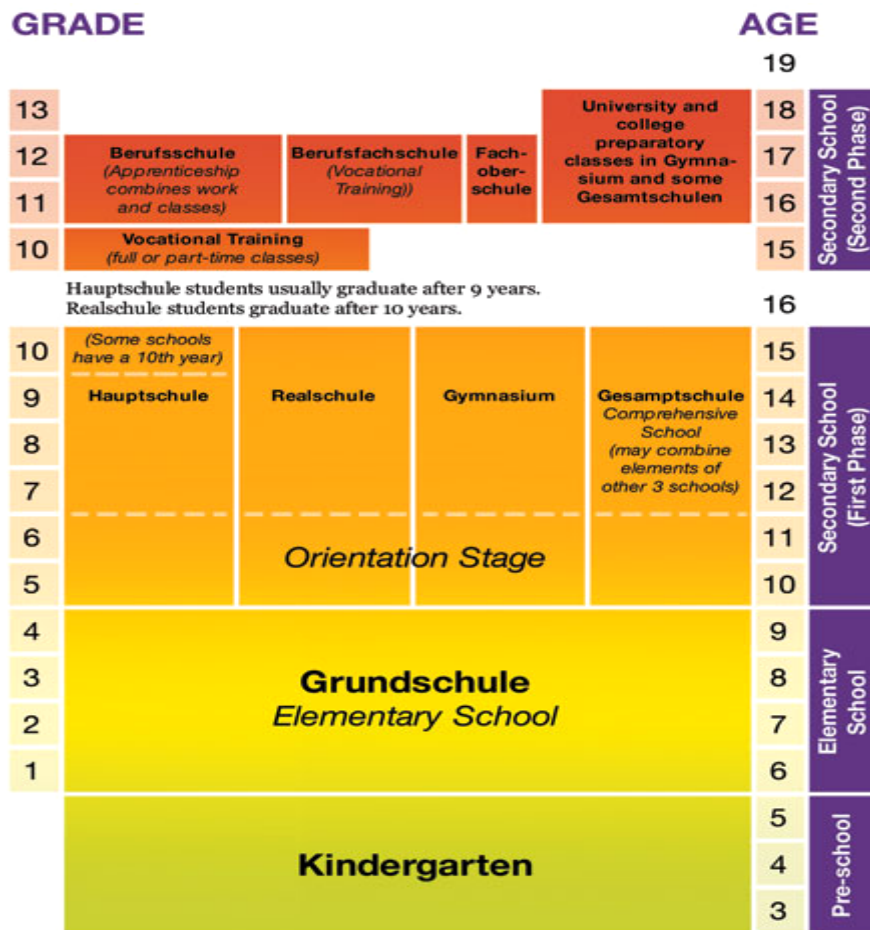 GRADE AGE
19
13 18
12 17
11 16
10 15
University and
college
preparatory
classes in Gymna-
sium and some
Gesamtschulen
Berufsschule
(Apprenticeship
combines work
and classes)
Berufsfachschule
(Vocational
Training))
Fach-
ober-
schule
Vocational Training
(full or part-time classes)
Secondary School
(Second Phase)
Hauptschule students usually graduate after 9 years.
Realschule students graduate after 10 years.
16
10 15
9 14
8 13
7 12
6 11
5 10
(Some schools
have a 10th year)
Hauptschule
Realschule
Gymnasium
Gesamptschule
Comprehensive
School
(may combine
elements of
other 3 schools)
Orientation Stage
Secondary School
(First Phase)
4 9
3 8
2 7
1 6
Grundschule
Elementary School
Elementary
School
5
4
3
Kindergarten
Pre-school